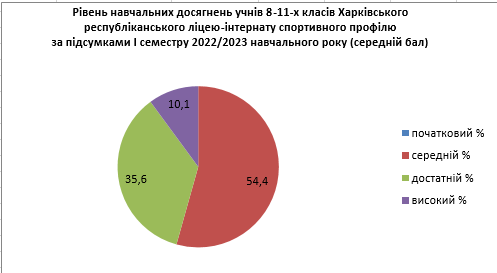 Рівень навчальних досягнень учнів 8-11-х класів Харківського
республіканського ліцею-інтернату спортивного профілю
за підсумками І семестру 2022/2023 навчального року (середній бал)
10,1
35,6
54,4
початковий %
середній %
достатній %
високий %